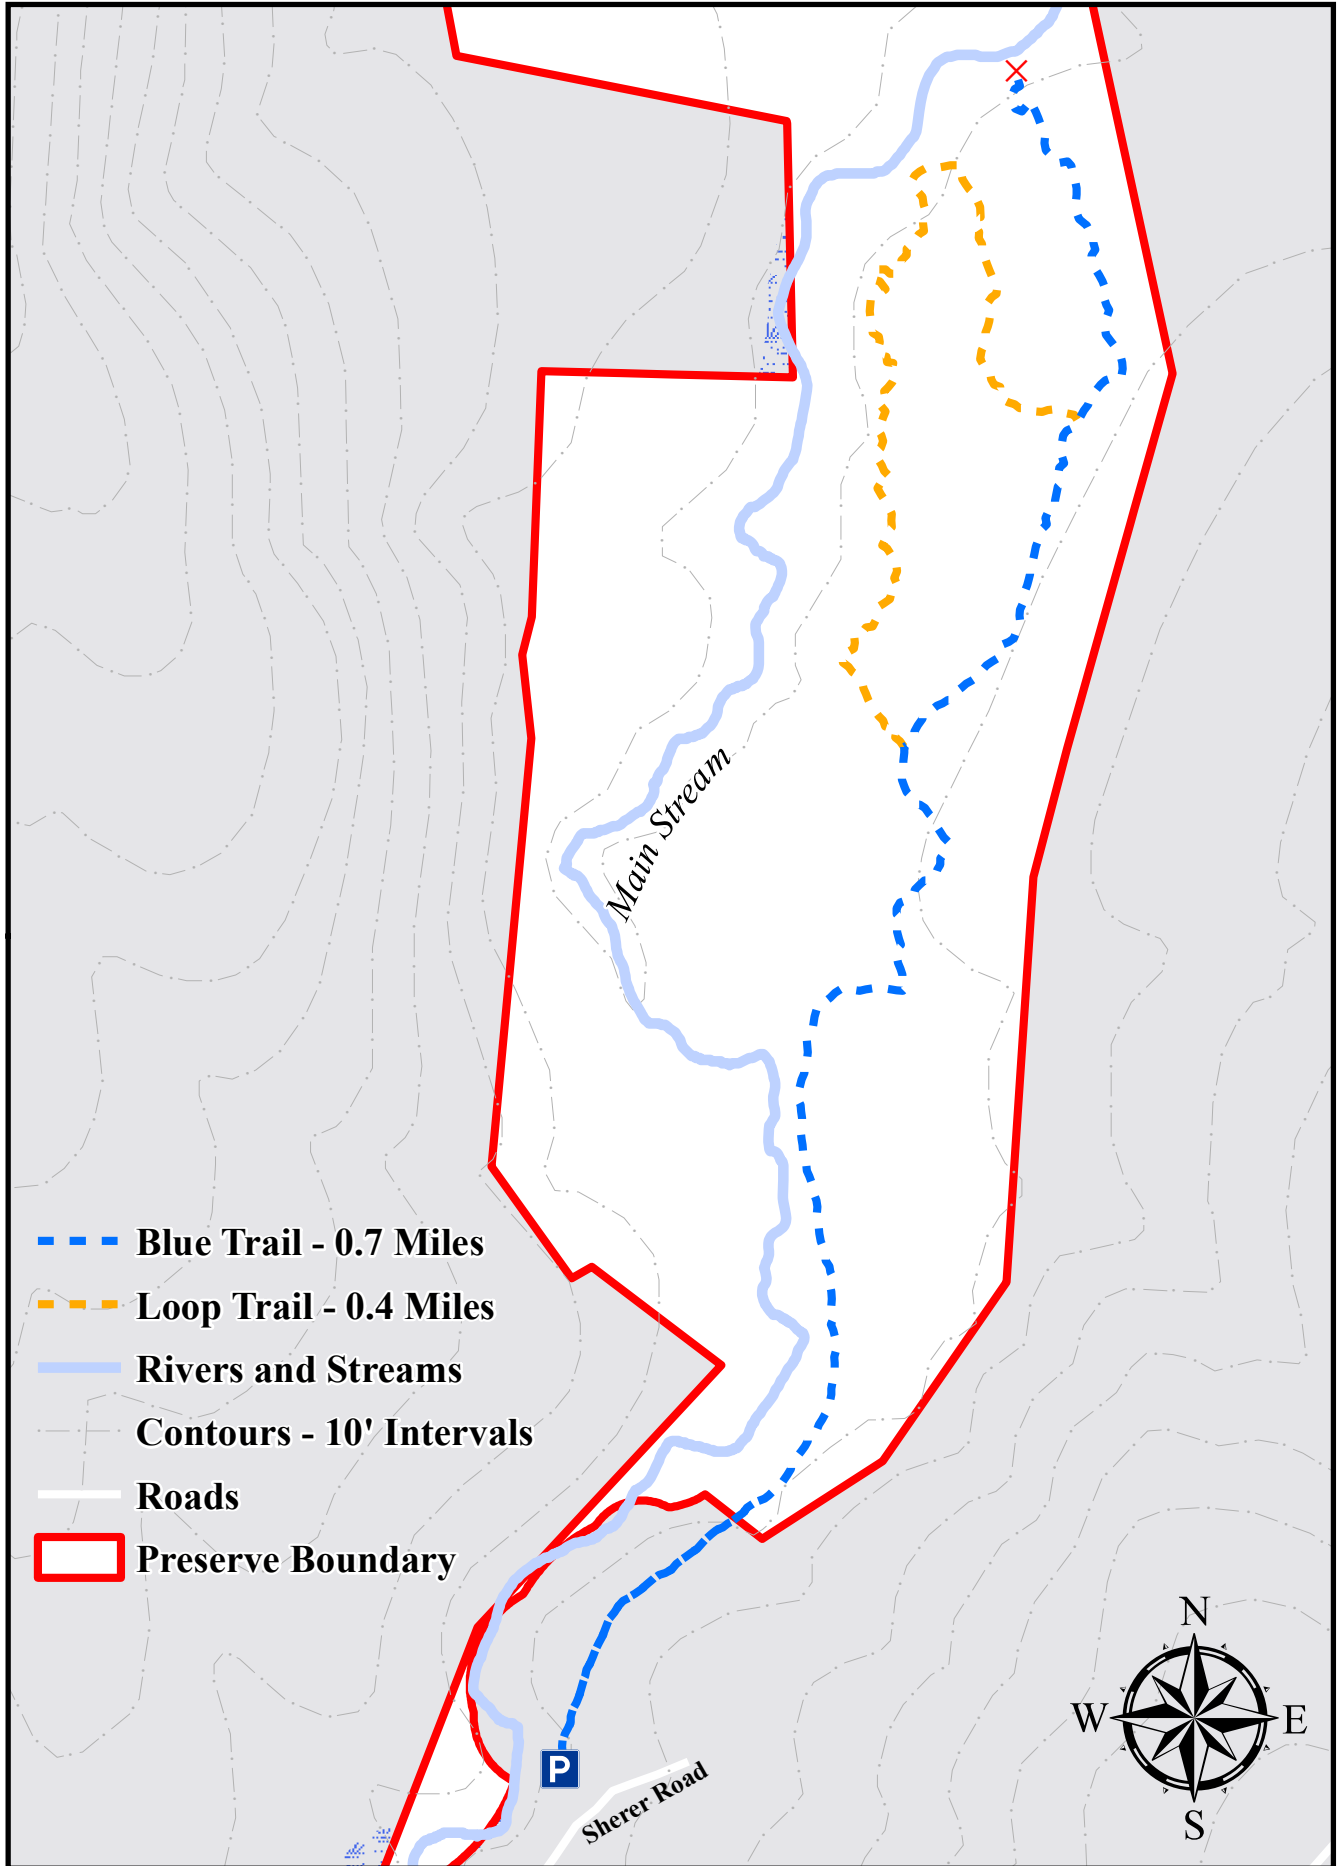 Main Stream
Blue Trail - 0.7 Miles
Loop Trail - 0.4 Miles
Rivers and Streams
Contours - 10' Intervals
Roads
Preserve Boundary
N
W
E
S
P
Sherer Road